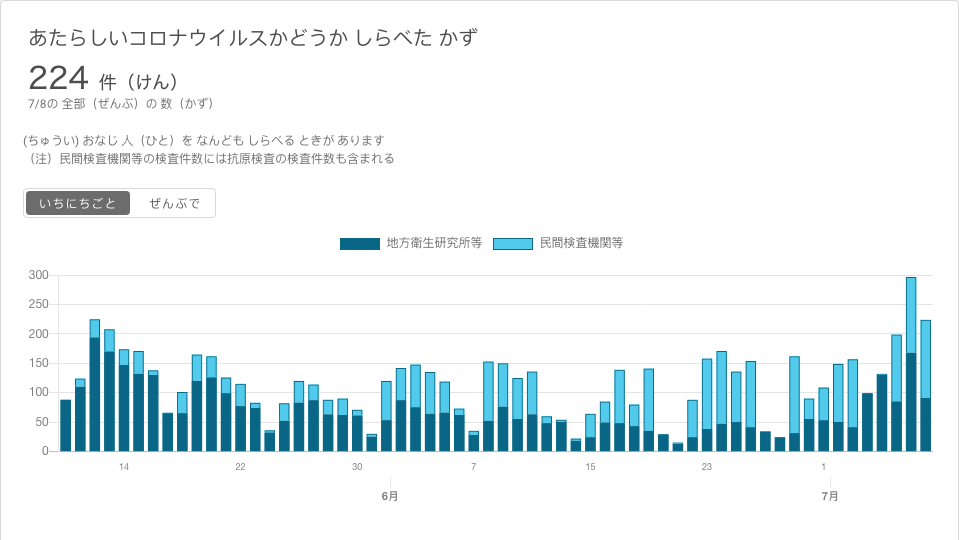 あたらしいコロナウイルスかどうか しらべた かず
224 件（けん）
7/8の 全部（ぜんぶ）の 数（かず）
(ちゅうい) おなじ 人（ひと）を なんども しらべる ときが あります
（注）民間検査機関等の検査件数には抗原検査の検査件数も含まれる
いちにちごと ぜんぶで
地方衛生研究所等 民間検査機関等
300
250
200
150
100
50
0
14 22 30 7 15 23 1
6月 7月